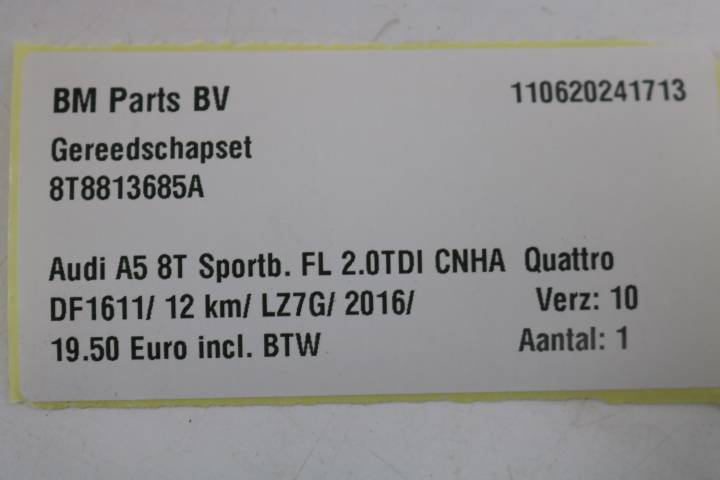 BM Parts BV 110620241713
Gereedschapset
8T8813685A
Audi A5 8T Sportb. FL 2.0TDI CNHA Quattro
DF1611/ 12 km/ LZ7G/ 2016/ Verz: 10
19.50 Euro incl. BTW Aantal: 1